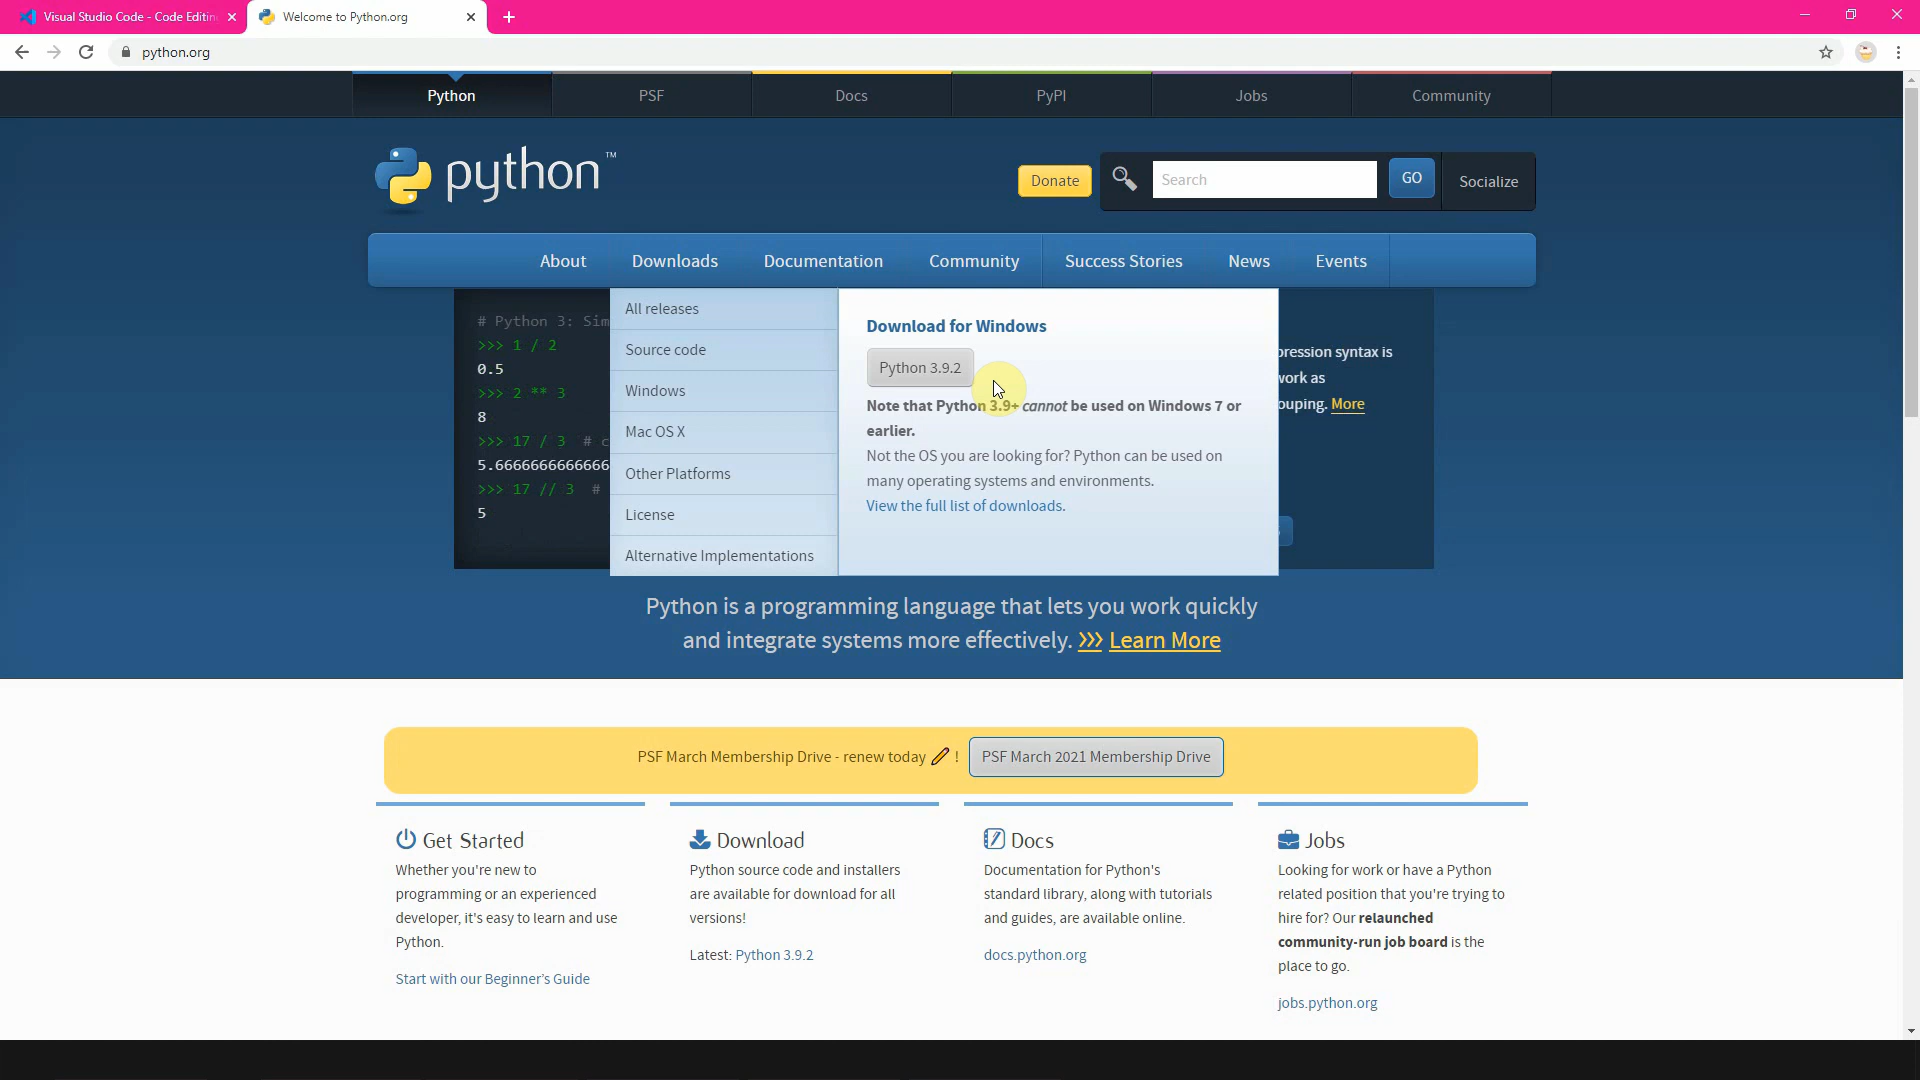 Visual Studio Code - Code Editin
Welcome to Python.org
python.org
Python
PSF
Docs
PyPI
Jobs
Community
python™
Donate
Search
GO
Socialize
About
Downloads
Documentation
Community
Success Stories
News
Events
All releases
Source code
Windows
Mac OS X
Other Platforms
License
Alternative Implementations
# Python 3: Sim
>>> 1 / 2
0.5
>>> 2 ** 3
8
>>> 17 / 3  # c
5.6666666666666
>>> 17 // 3  #
5
Download for Windows
Python 3.9.2
Note that Python 3.9+ cannot be used on Windows 7 or
earlier.
Not the OS you are looking for? Python can be used on
many operating systems and environments.
View the full list of downloads.
pression syntax is
work as
ouping. More
Python is a programming language that lets you work quickly
and integrate systems more effectively. >>> Learn More
PSF March Membership Drive - renew today !
PSF March 2021 Membership Drive
Get Started
Whether you're new to
programming or an experienced
developer, it's easy to learn and use
Python.
Start with our Beginner's Guide
Download
Python source code and installers
are available for download for all
versions!
Latest: Python 3.9.2
Docs
Documentation for Python's
standard library, along with tutorials
and guides, are available online.
docs.python.org
Jobs
Looking for work or have a Python
related position that you're trying to
hire for? Our relaunched
community-run job board is the
place to go.
jobs.python.org